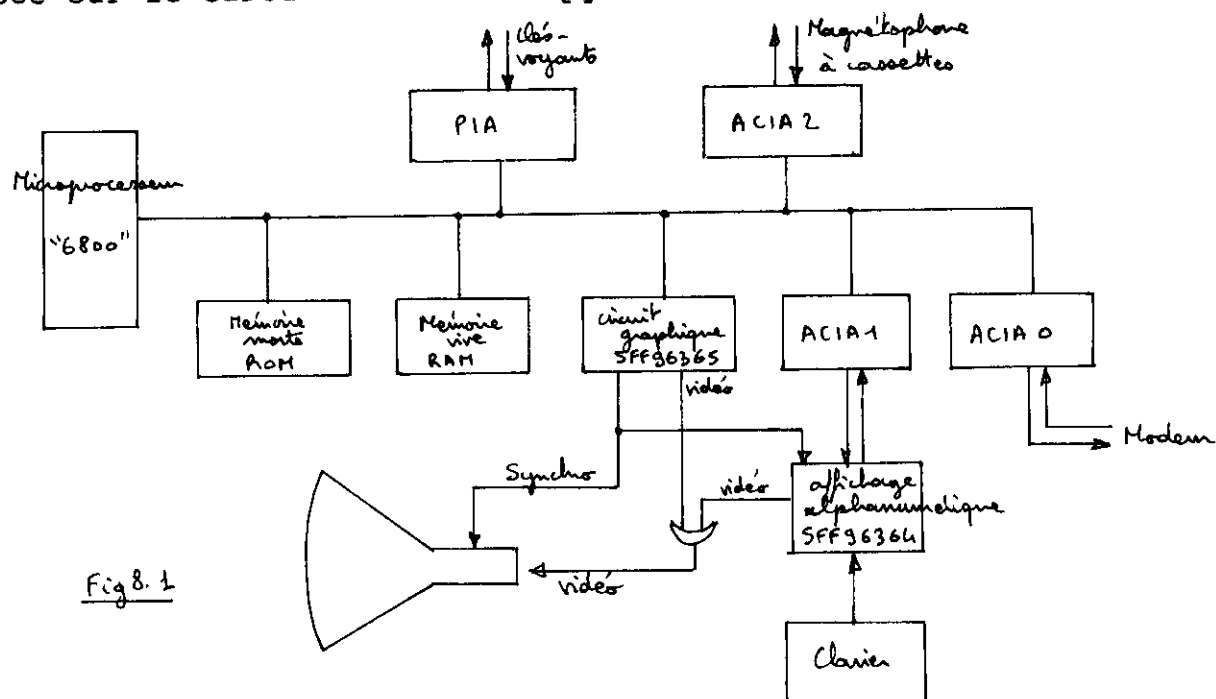 Clés-
voyants
Magnétophone
à cassettes
PIA
ACIA 2
Microprocesseur
"6800"
Mémoire
morte
ROM
Mémoire
vive
RAM
circuit
graphique
SFF96365
ACIA 1
ACIA 0
vidéo
Modem
Synchro
vidéo
affichage
alphanumérique
SFF96364
vidéo
Fig 8.1
Clavier